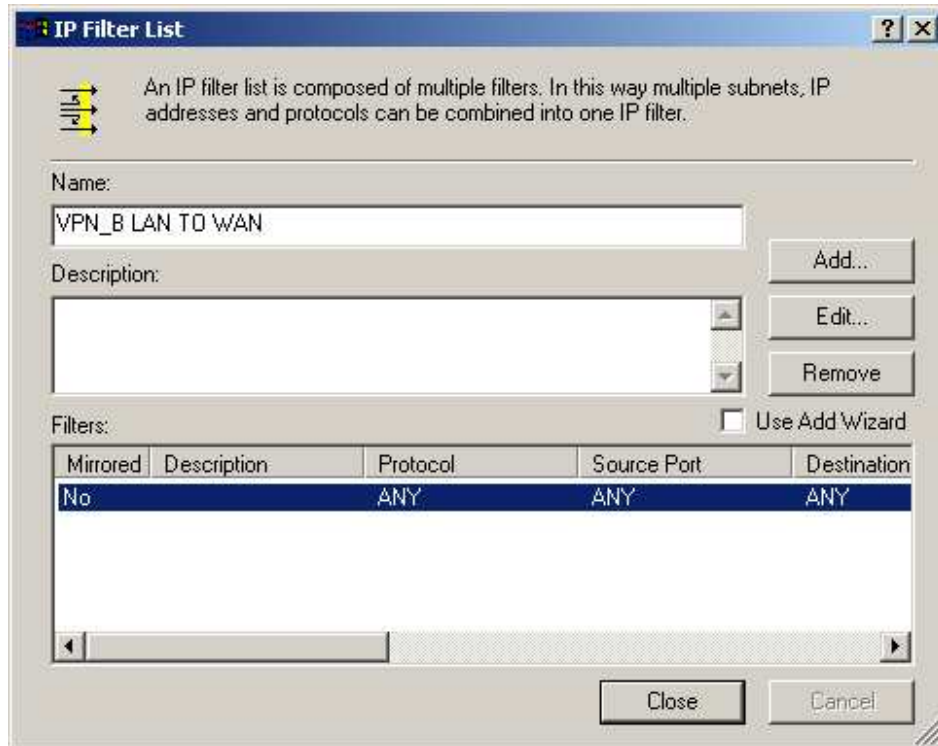 IP Filter List
An IP filter list is composed of multiple filters. In this way multiple subnets, IP
addresses and protocols can be combined into one IP filter.
Name:
VPN_B LAN TO WAN
Add...
Description:
Edit...
Remove
Filters:
Use Add Wizard
Mirrored Description Protocol Source Port Destination
No ANY ANY ANY
Close Cancel